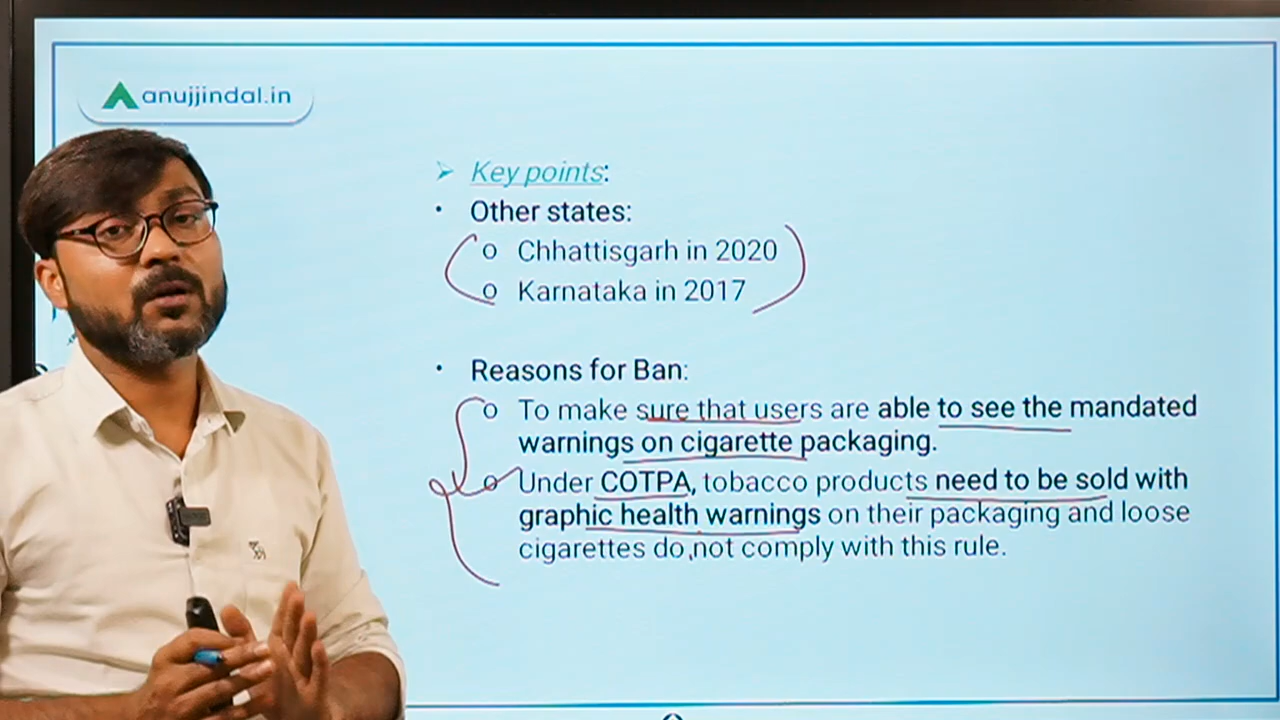 anujjindal.in
➢ Key points:
• Other states:
o Chhattisgarh in 2020
o Karnataka in 2017
• Reasons for Ban:
o To make sure that users are able to see the mandated
warnings on cigarette packaging.
o Under COTPA, tobacco products need to be sold with
graphic health warnings on their packaging and loose
cigarettes do not comply with this rule.